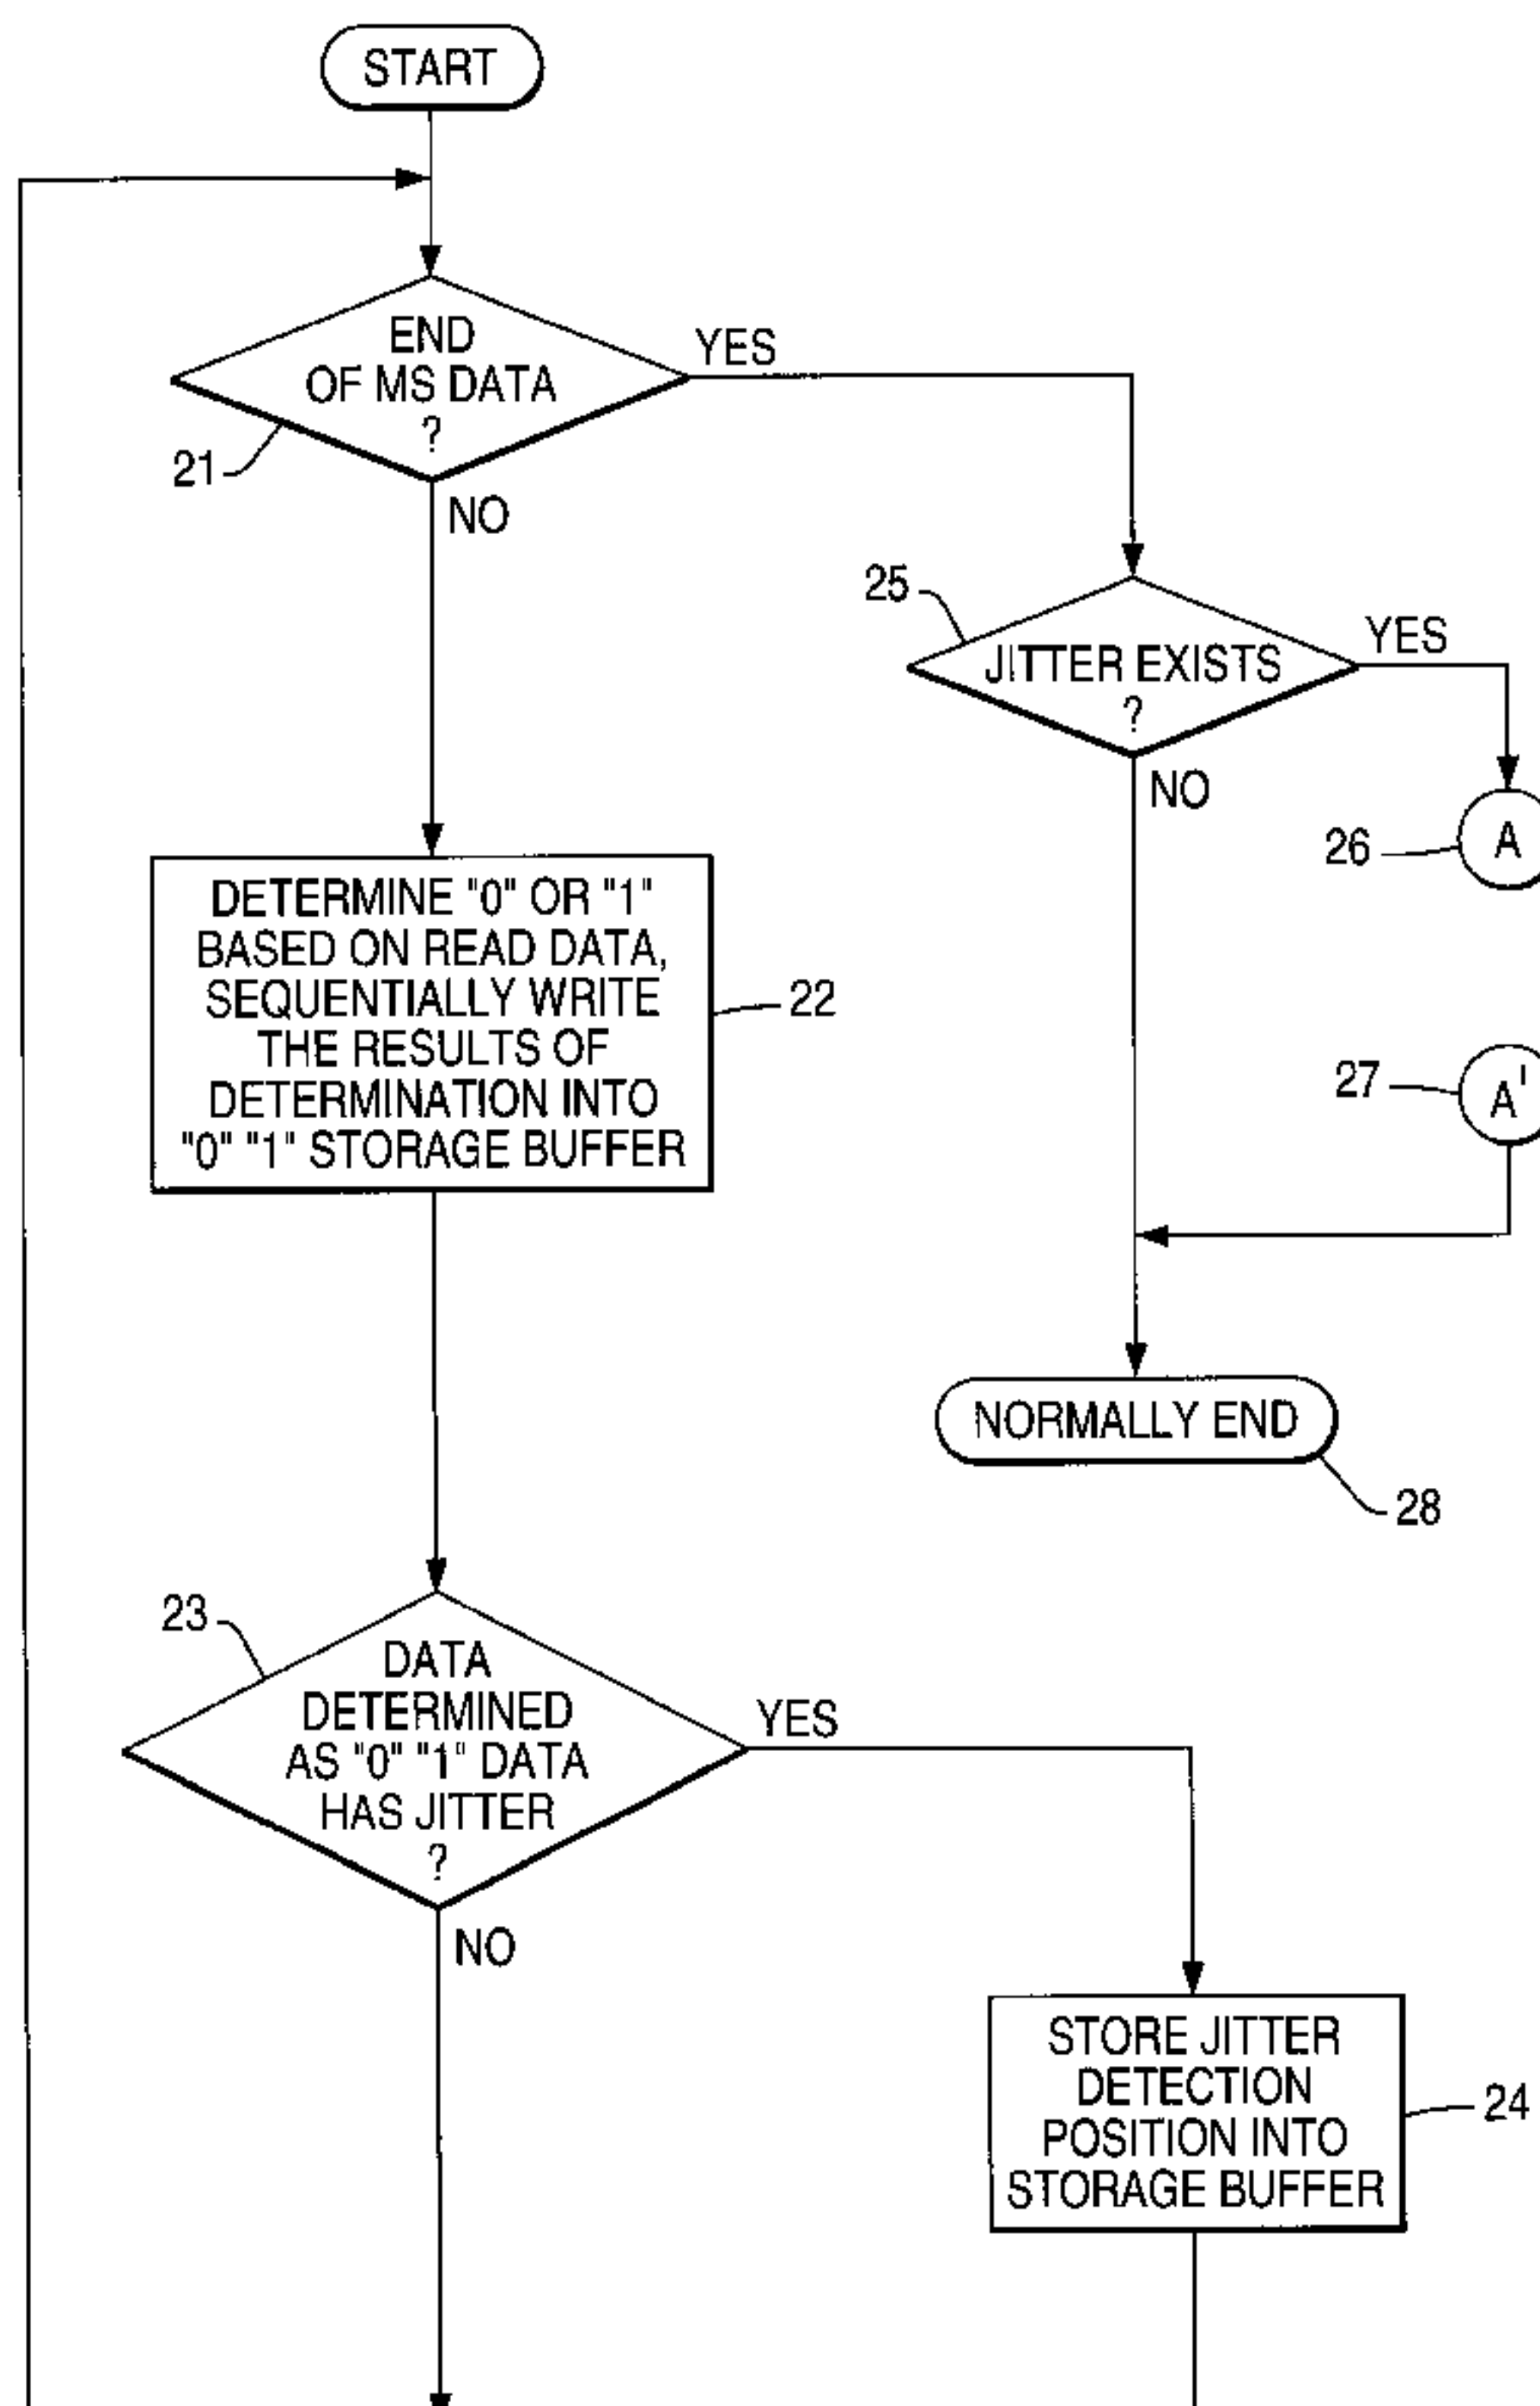 START
END
OF MS DATA
?
YES
21
NO
25
JITTER EXISTS
?
YES
NO
26
A
DETERMINE "0" OR "1"
BASED ON READ DATA,
SEQUENTIALLY WRITE
THE RESULTS OF
DETERMINATION INTO
"0" "1" STORAGE BUFFER
22
27
A'
NORMALLY END
28
23
DATA
DETERMINED
AS "0" "1" DATA
HAS JITTER
?
YES
NO
STORE JITTER
DETECTION
POSITION INTO
STORAGE BUFFER
24